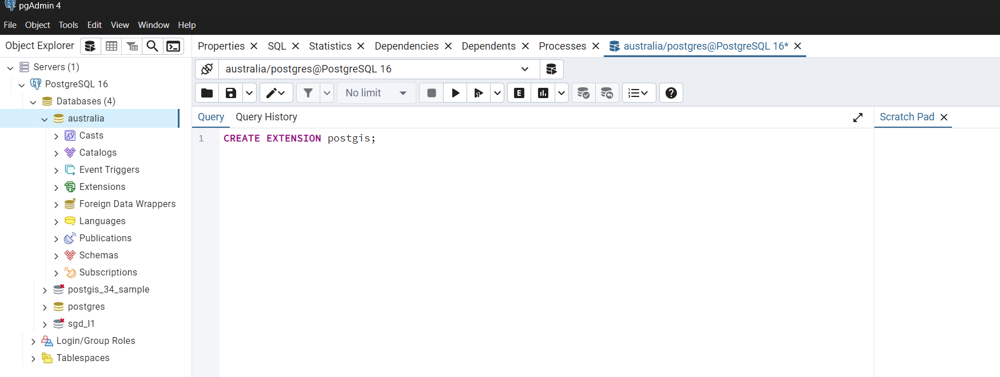 pgAdmin 4
File Object Tools Edit View Window Help
Object Explorer
Servers (1)
PostgreSQL 16
Databases (4)
australia
Casts
Catalogs
Event Triggers
Extensions
Foreign Data Wrappers
Languages
Publications
Schemas
Subscriptions
postgis_34_sample
postgres
sgd_l1
Login/Group Roles
Tablespaces
Properties SQL Statistics Dependencies Dependents Processes australia/postgres@PostgreSQL 16*
australia/postgres@PostgreSQL 16
No limit E
Query Query History
1 CREATE EXTENSION postgis;
Scratch Pad